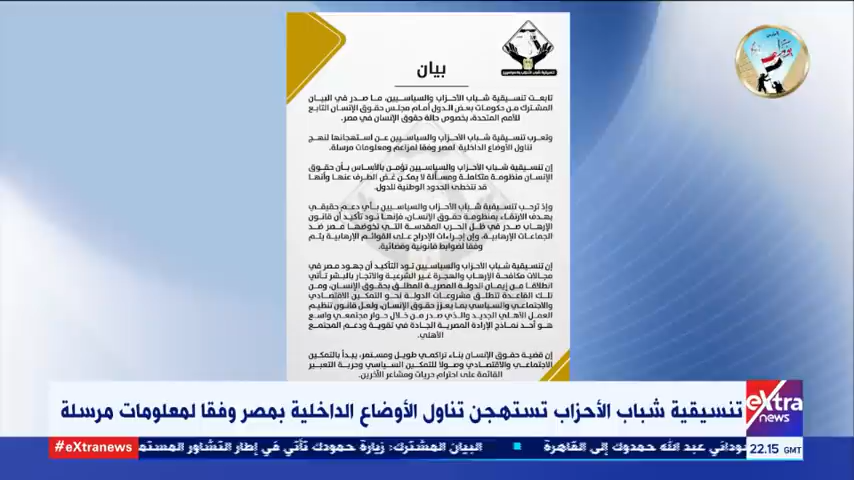 تنسيقية شباب الأحزاب والسياسيين
بيان
تابعت تنسيقية شباب الأحزاب والسياسيين، ما صدر في البيان
المشترك من حكومات بعض الدول أمام مجلس حقوق الإنسان التابع
للأمم المتحدة، بخصوص حالة حقوق الإنسان في مصر.
وتعرب تنسيقية شباب الأحزاب والسياسيين عن استهجانها لنهج
تناول الأوضاع الداخلية لمصر وفقا لمزاعم ومعلومات مرسلة.
إن تنسيقية شباب الأحزاب والسياسيين تؤمن بالأساس بأن حقوق
الإنسان منظومة متكاملة ومسألة لا يمكن غض الطرف عنها وأنها
قد تتخطى الحدود الوطنية للدول.
وإذ ترحب تنسيقية شباب الأحزاب والسياسيين بأي دعم حقيقي
بهدف الارتقاء بمنظومة حقوق الإنسان، فإنها تود تأكيد أن قانون
الإرهاب صدر في ظل الحرب المقدسة التي تخوضها مصر ضد
الجماعات الإرهابية، وإن إجراءات الإدراج على القوائم الإرهابية يتم
وفقا لضوابط قانونية وقضائية.
إن تنسيقية شباب الأحزاب والسياسيين تود التأكيد أن جهود مصر في
مجالات مكافحة الإرهاب والهجرة غير الشرعية والاتجار بالبشر تأتي
انطلاقا من إيمان الدولة المصرية المطلق بحقوق الإنسان، ومن
تلك القاعدة تنطلق مشروعات الدولة نحو التمكين الاقتصادي
والاجتماعي والسياسي بما يعزز حقوق الإنسان، ولعل قانون تنظيم
العمل الأهلي الجديد والذي صدر من خلال حوار مجتمعي واسع
هو أحد نماذج الإرادة المصرية الجادة في تقوية ودعم المجتمع
الأهلي.
إن قضية حقوق الإنسان بناء تراكمي طويل ومستمر، يبدأ بالتمكين
الاجتماعي والاقتصادي وصولا للتمكين السياسي وحرية التعبير
القائمة على احترام حريات ومشاعر الآخرين.
تنسيقية شباب الأحزاب تستهجن تناول الأوضاع الداخلية بمصر وفقا لمعلومات مرسلة
eXtra
news
#eXtranews
وداني عبد الله حمدوك إلى القاهرة ■ البيان المشترك: زيارة حمودك تأتي في إطار التشاور المستم
22.15 GMT